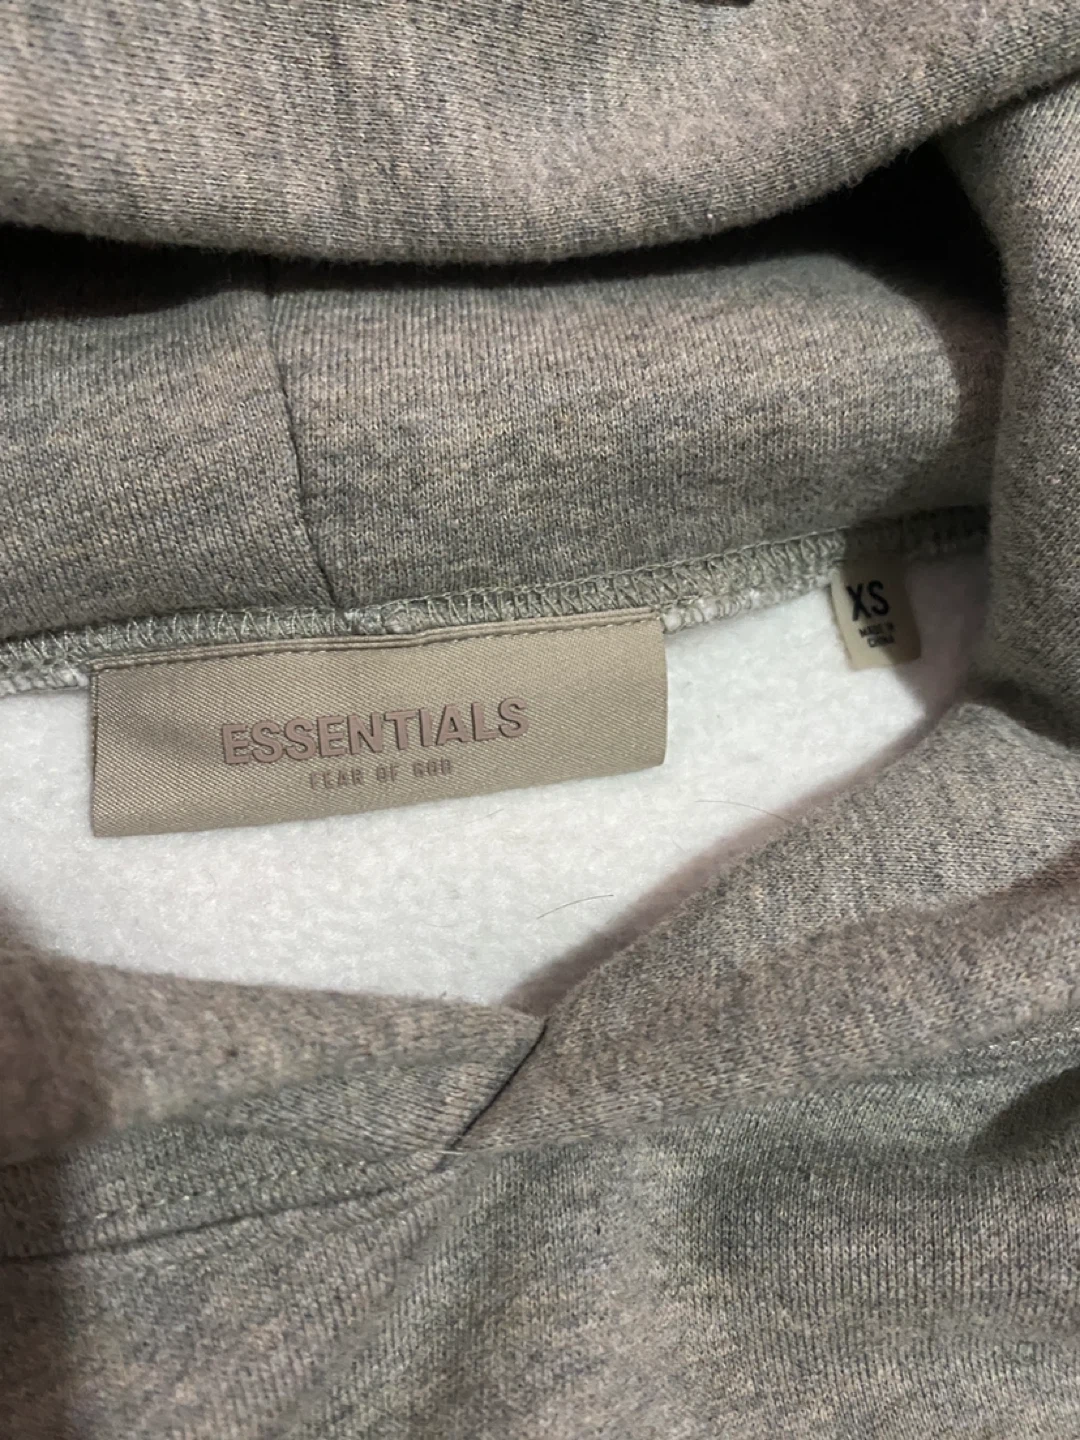 ESSENTIALS
FEAR OF GOD
XS
MADE IN
CHINA